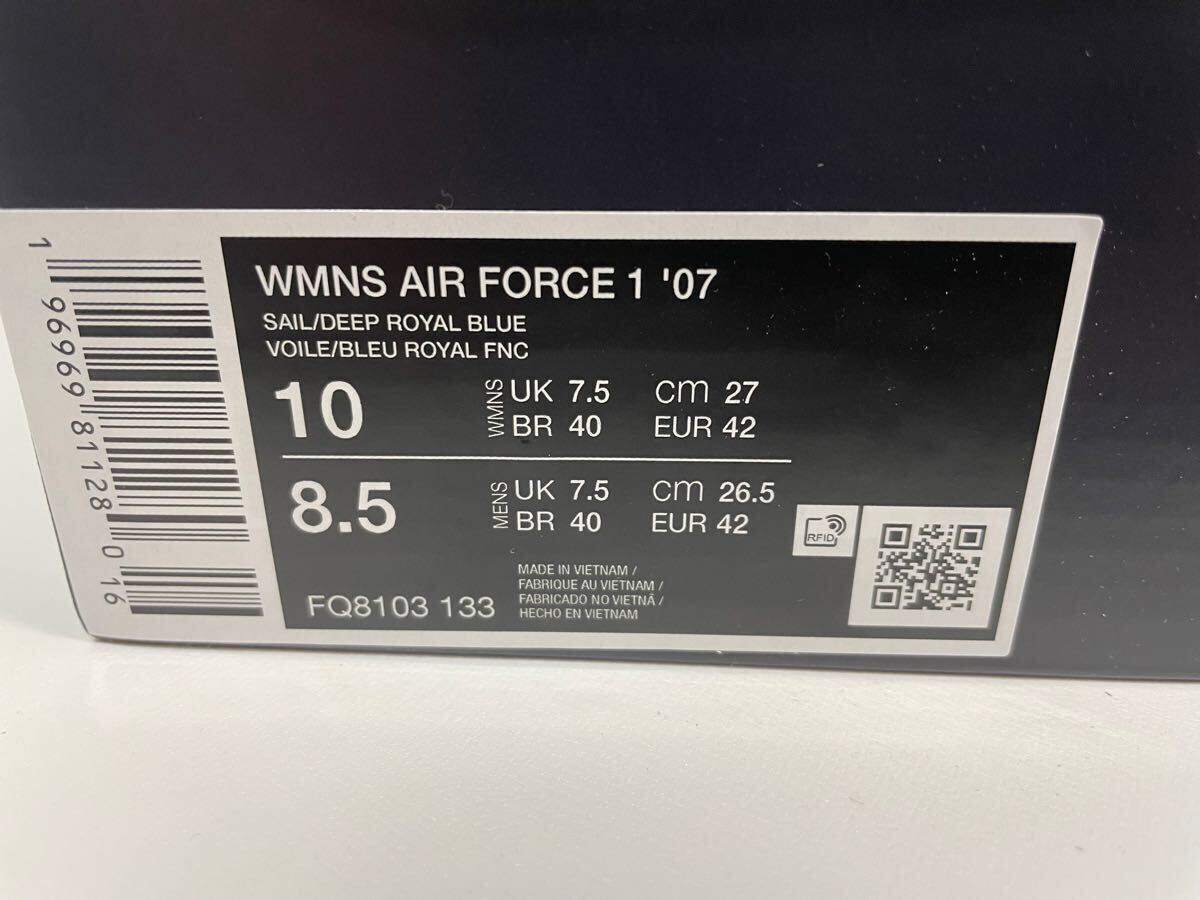 1 96969 81128 0 16
WMNS AIR FORCE 1 '07
SAIL/DEEP ROYAL BLUE
VOILE/BLEU ROYAL FNC
10 WMNS UK 7.5 cm 27
BR 40 EUR 42
8.5 MENS UK 7.5 cm 26.5
BR 40 EUR 42
RFID
MADE IN VIETNAM /
FABRIQUE AU VIETNAM /
FABRICADO NO VIETNÃ /
HECHO EN VIETNAM
FQ8103 133